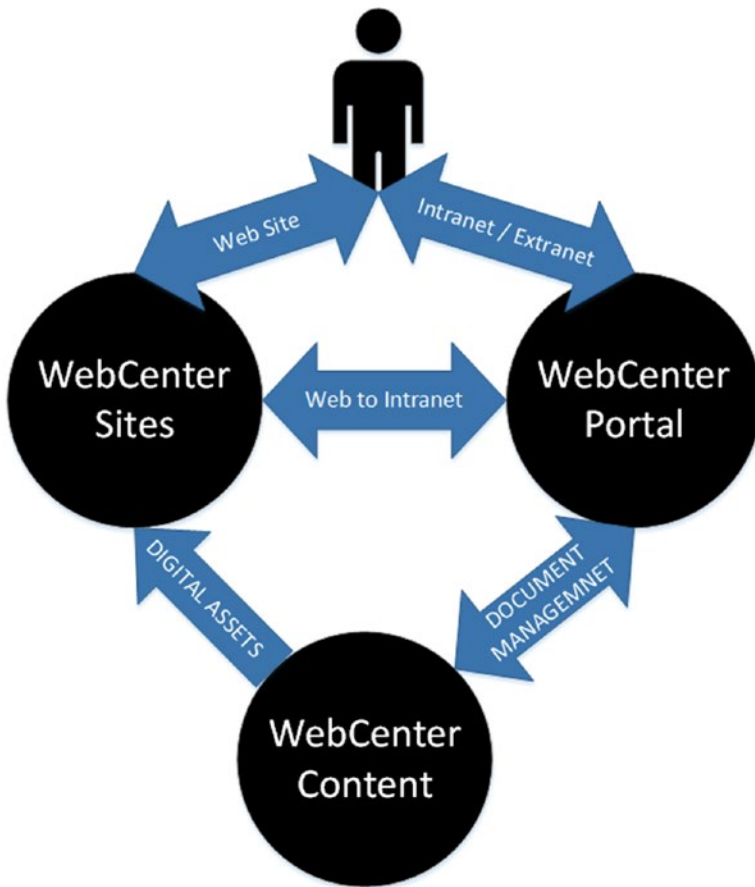 Web Site
Intranet / Extranet
WebCenter
Sites
Web to Intranet
WebCenter
Portal
DIGITAL ASSETS
DOCUMENT
MANAGEMNET
WebCenter
Content